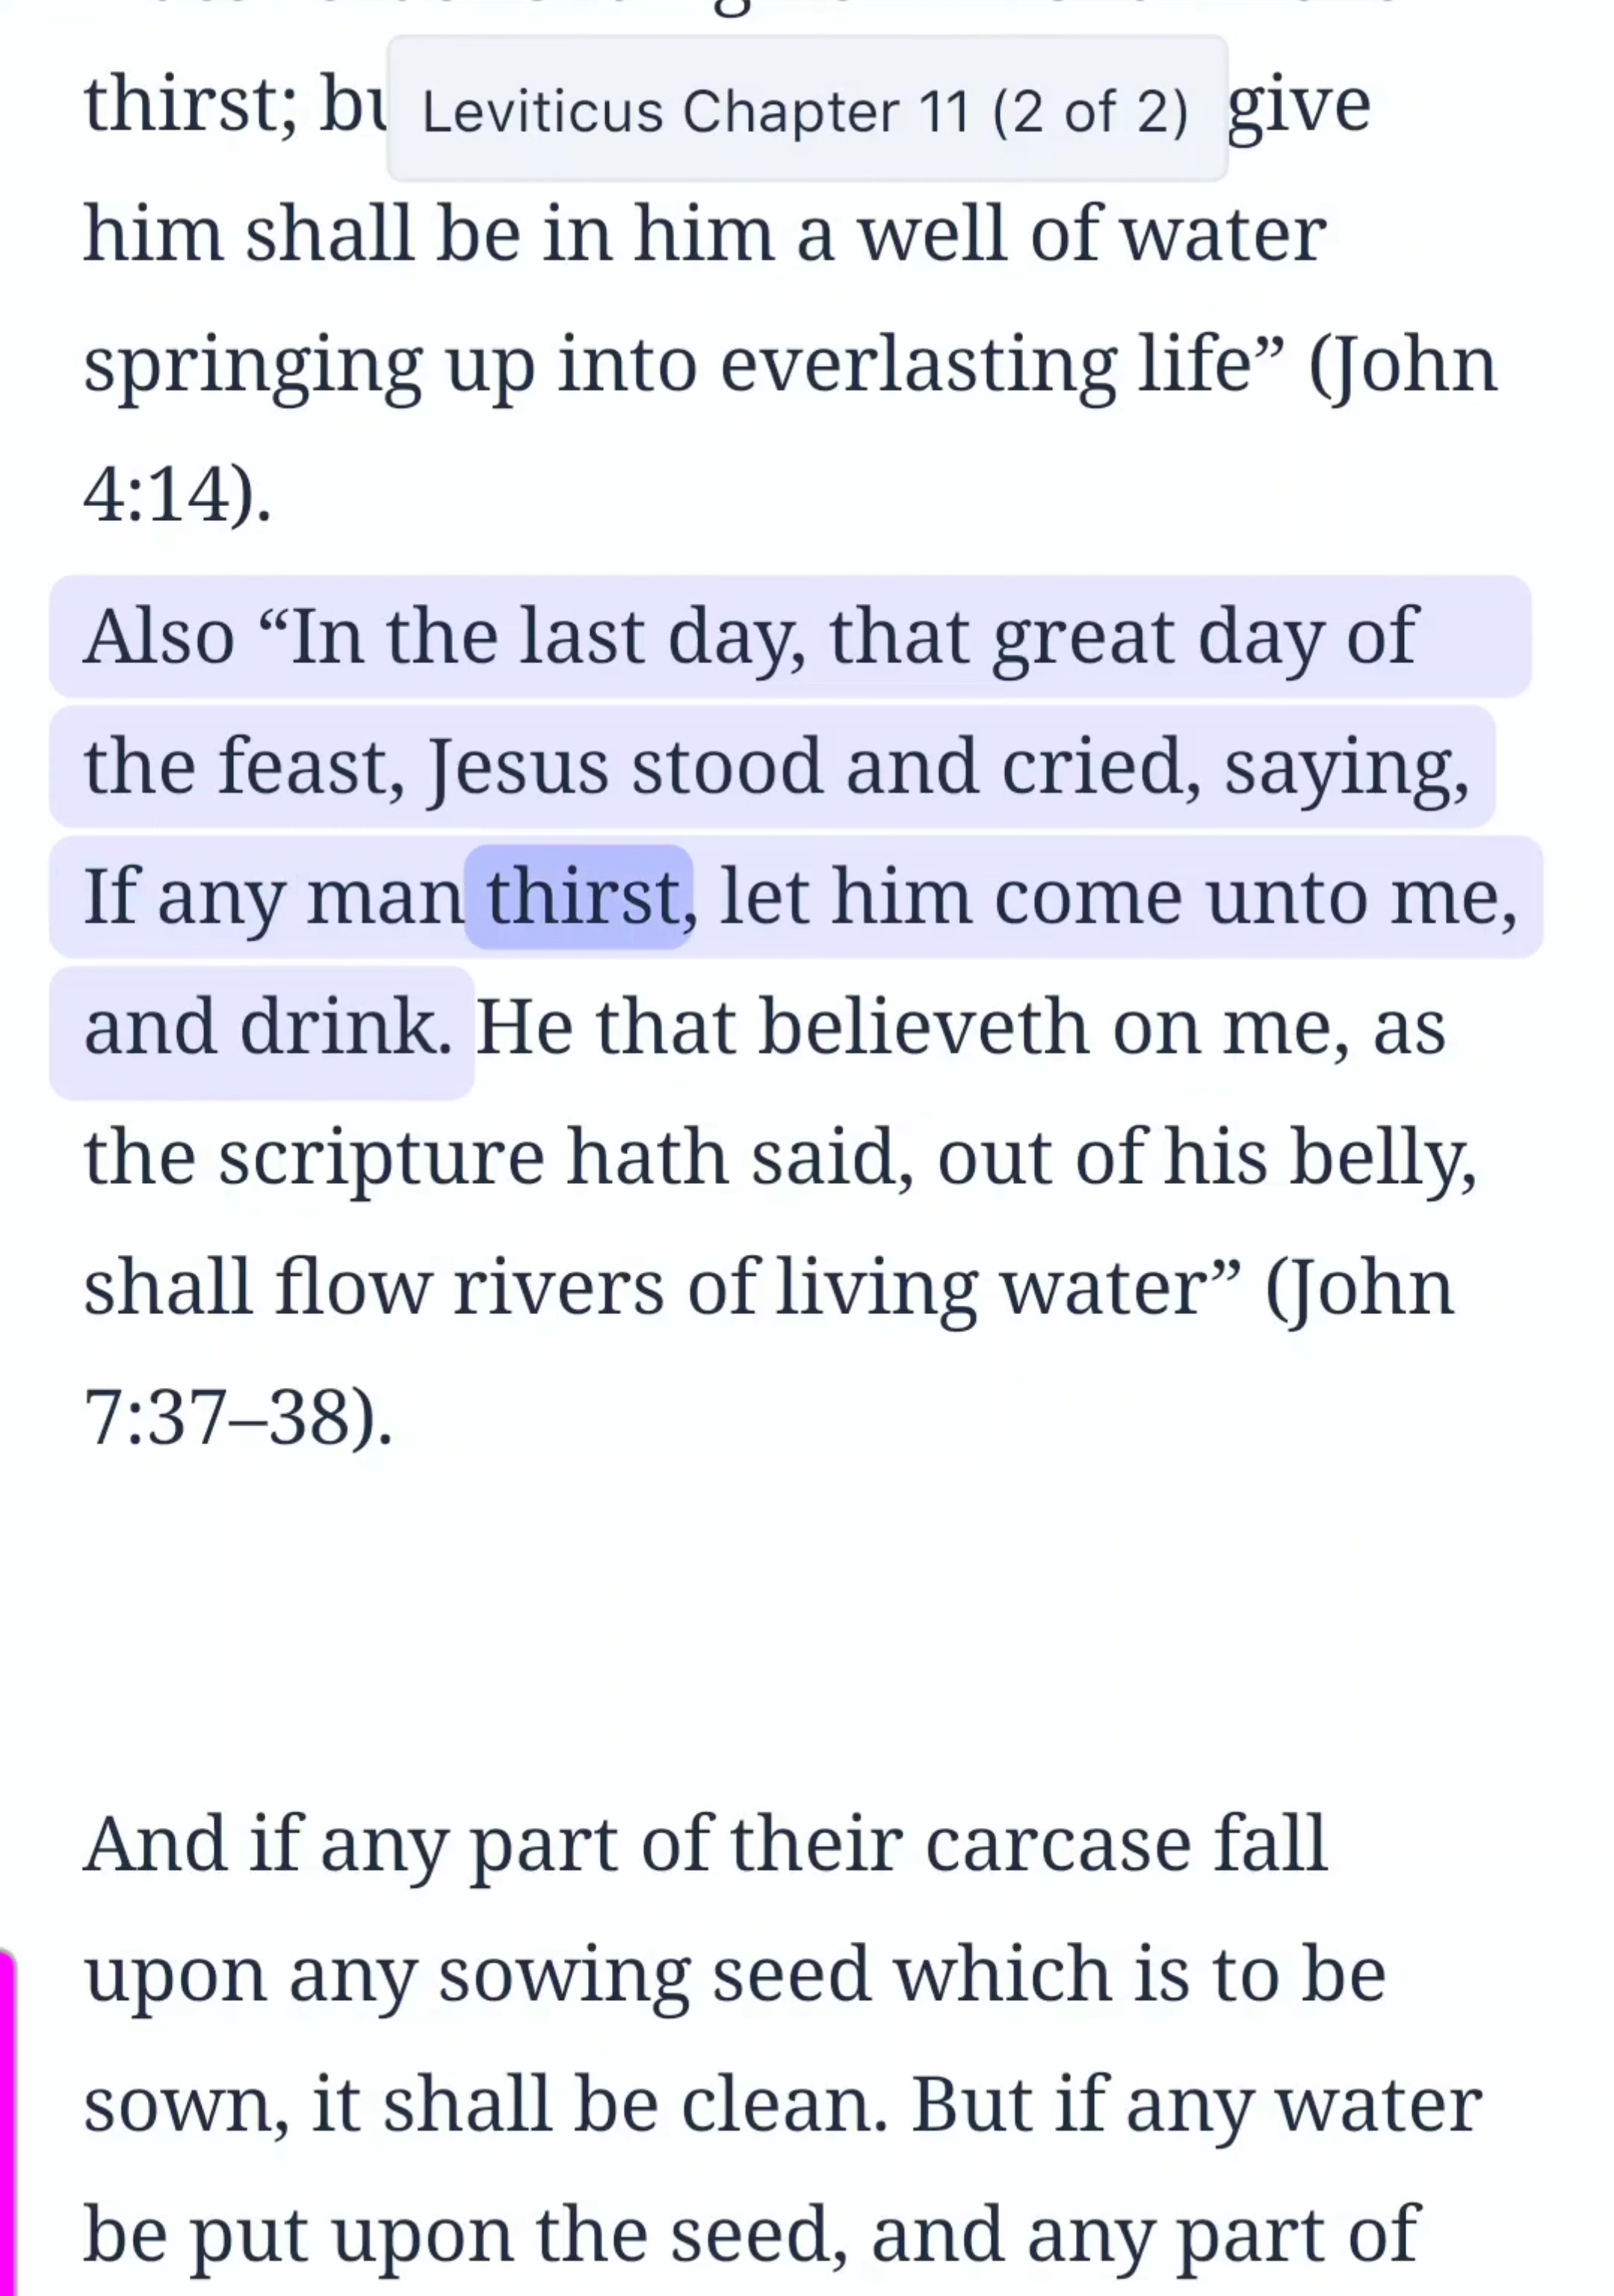 Leviticus Chapter 11 (2 of 2)
thirst; give
him shall be in him a well of water
springing up into everlasting life” (John
4:14).
Also “In the last day, that great day of
the feast, Jesus stood and cried, saying,
If any man thirst, let him come unto me,
and drink. He that believeth on me, as
the scripture hath said, out of his belly,
shall flow rivers of living water” (John
7:37–38).
And if any part of their carcase fall
upon any sowing seed which is to be
sown, it shall be clean. But if any water
be put upon the seed, and any part of